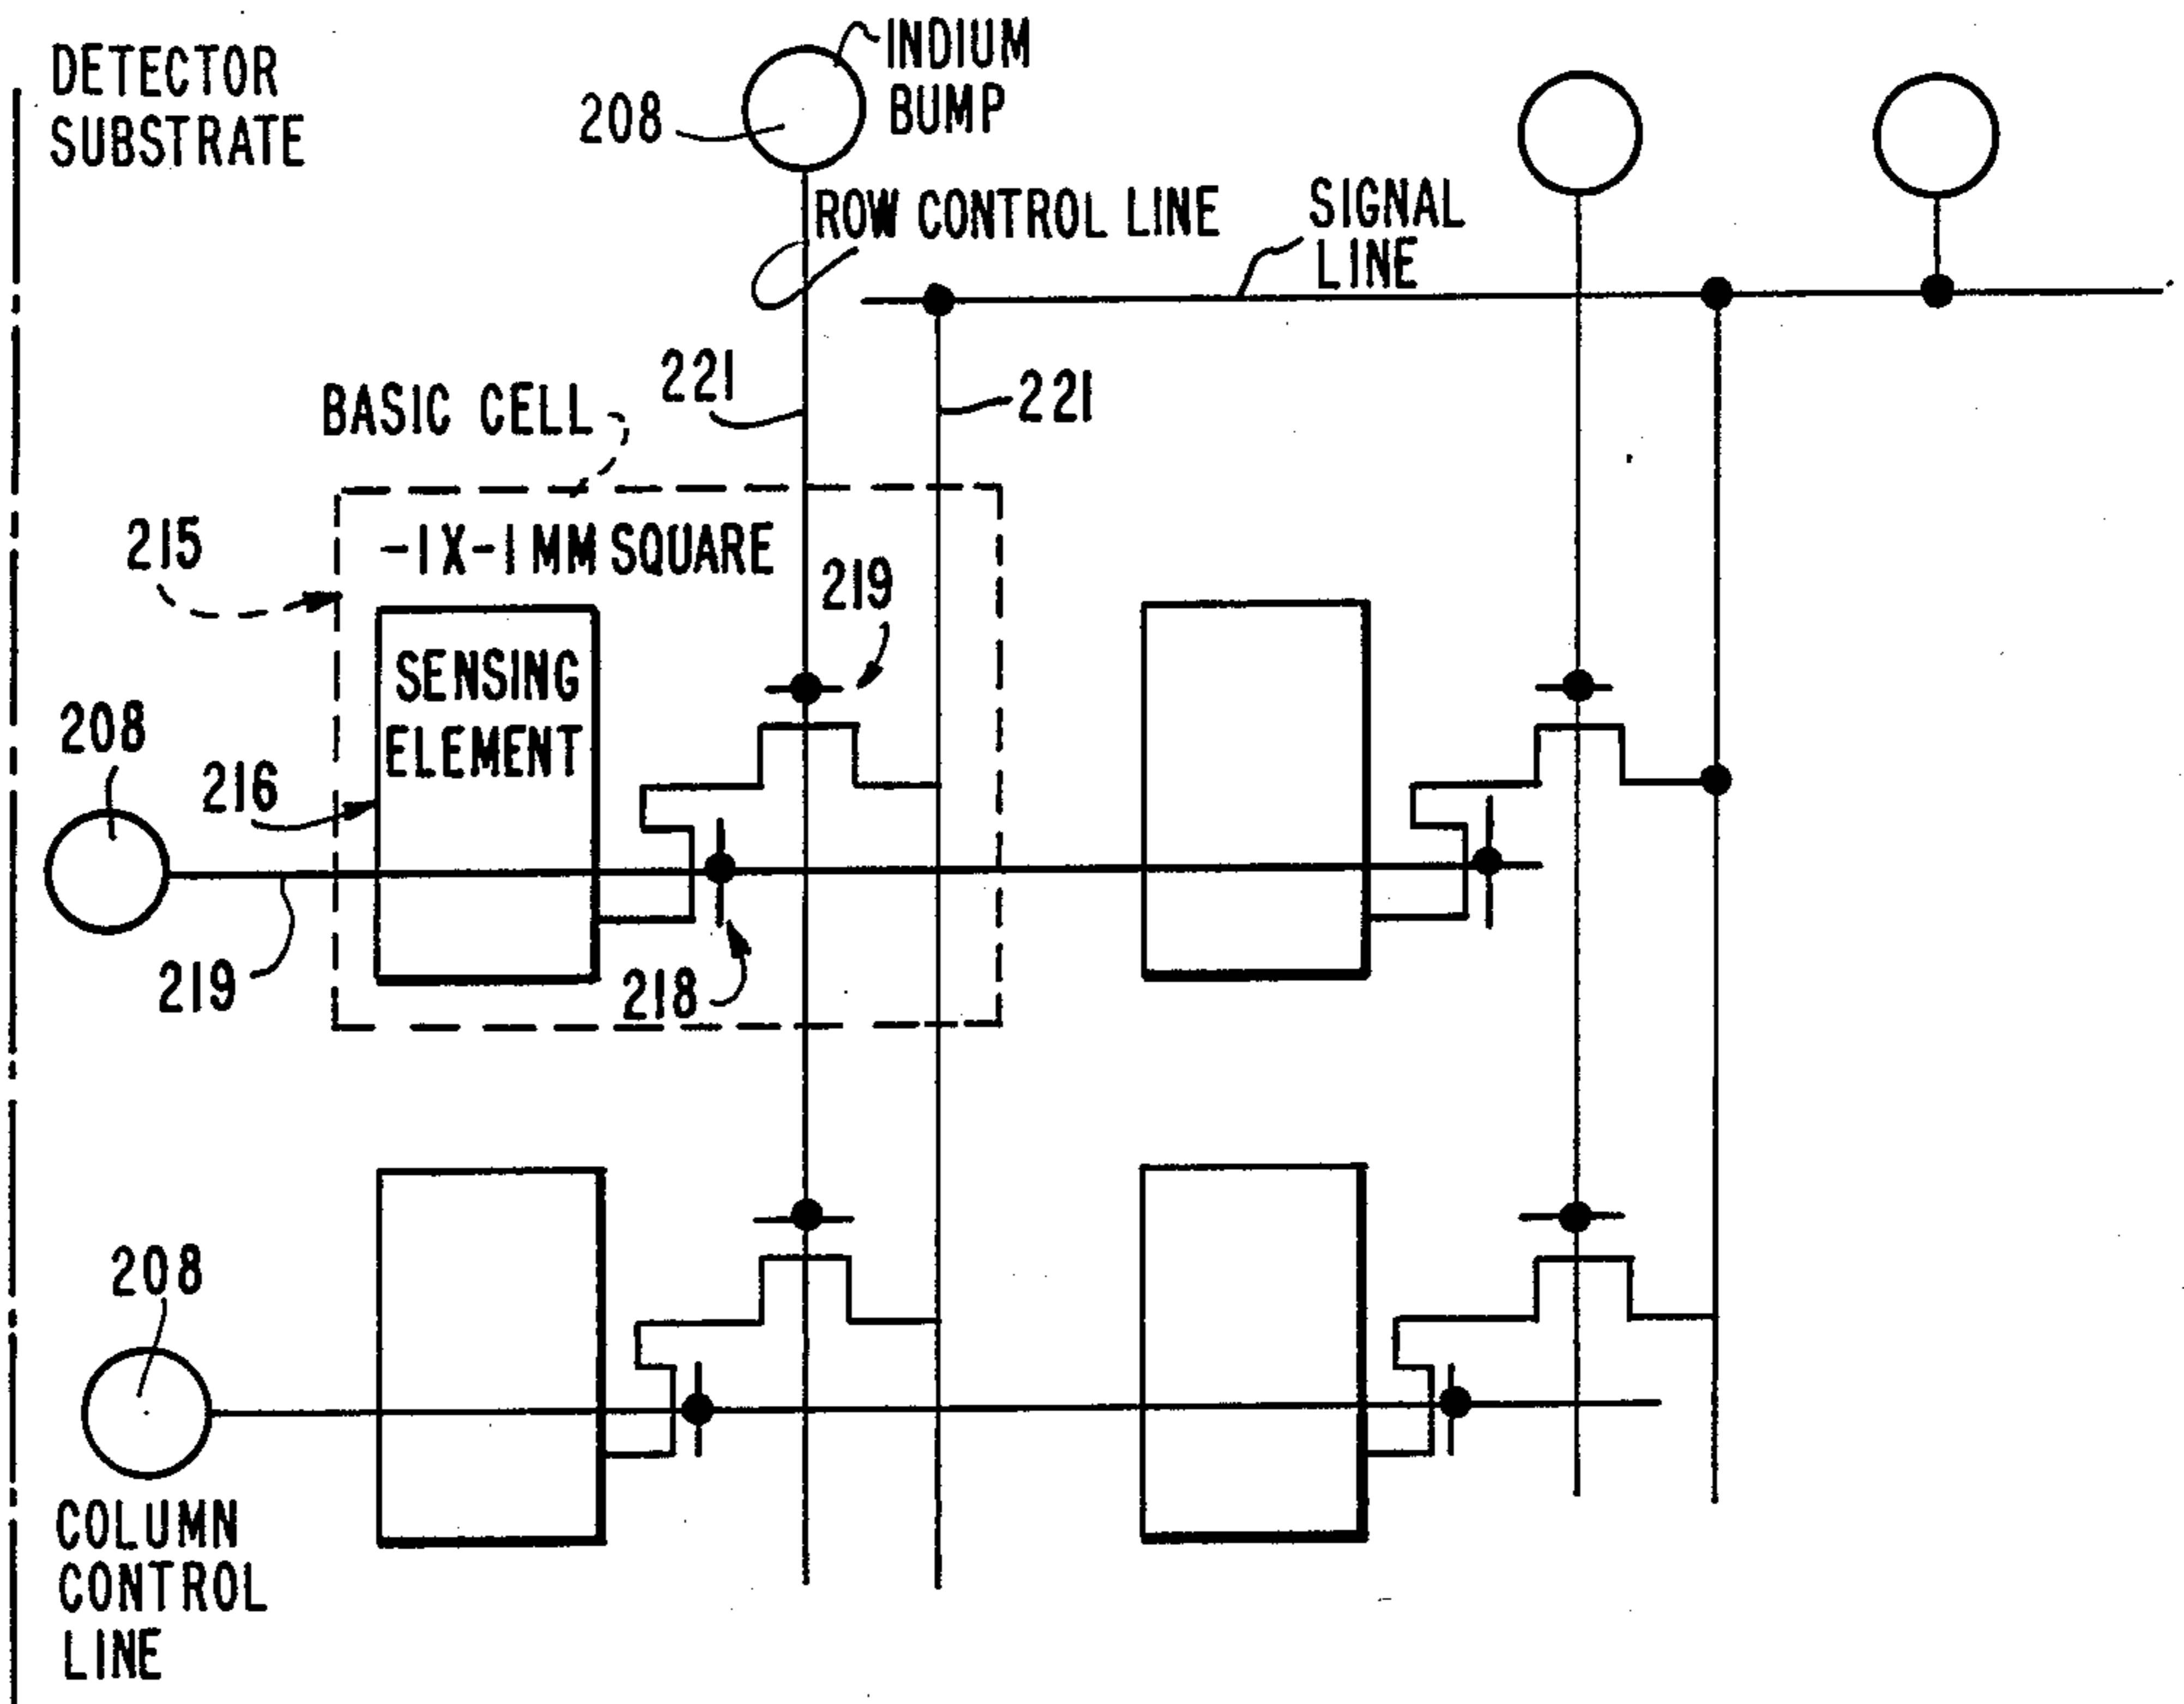 DETECTOR
SUBSTRATE
INDIUM
BUMP
208
ROW CONTROL LINE
SIGNAL
LINE
BASIC CELL
221
221
215
-1X-1MM SQUARE
219
SENSING
ELEMENT
208
216
219
218
208
COLUMN
CONTROL
LINE